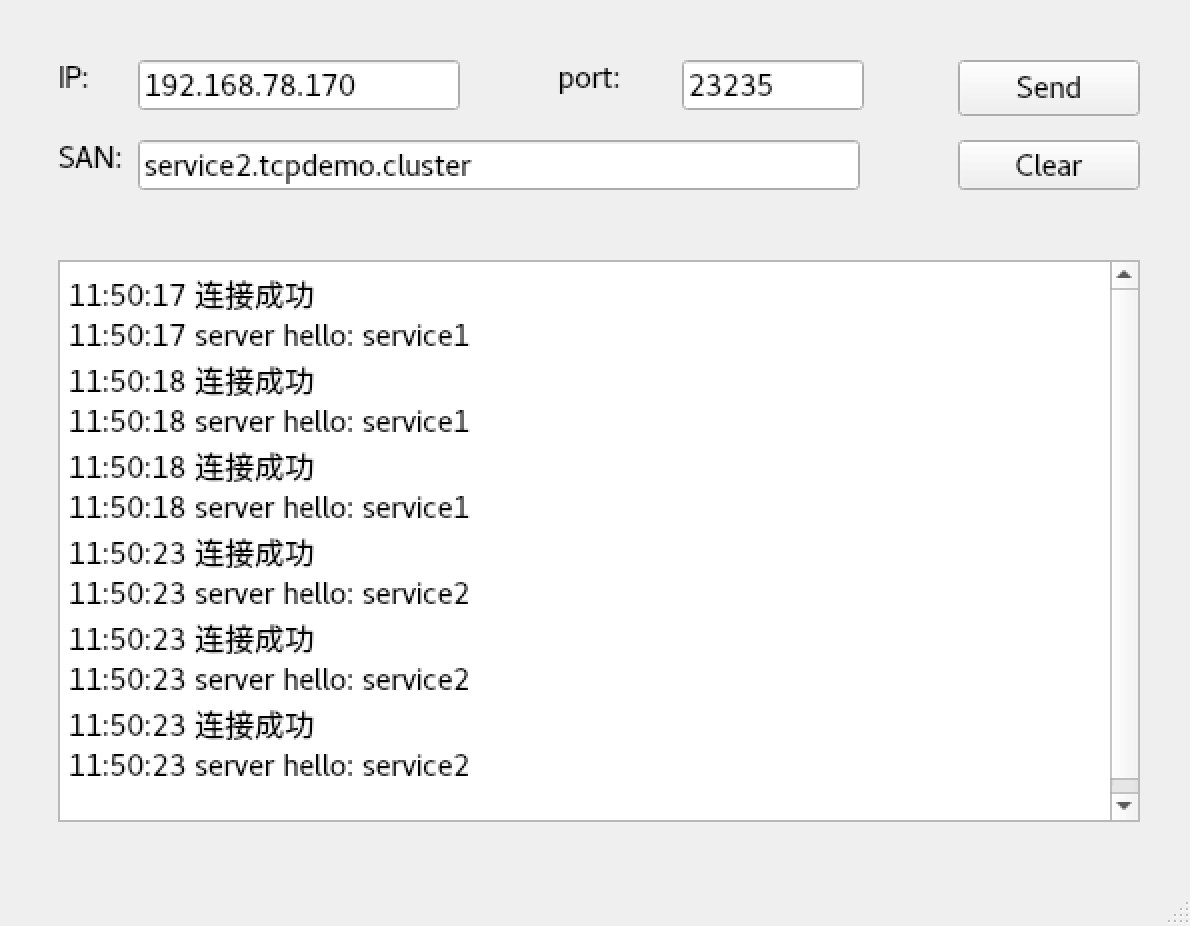 IP: 192.168.78.170 port: 23235 Send
SAN: service2.tcpdemo.cluster Clear
11:50:17 连接成功
11:50:17 server hello: service1
11:50:18 连接成功
11:50:18 server hello: service1
11:50:18 连接成功
11:50:18 server hello: service1
11:50:23 连接成功
11:50:23 server hello: service2
11:50:23 连接成功
11:50:23 server hello: service2
11:50:23 连接成功
11:50:23 server hello: service2